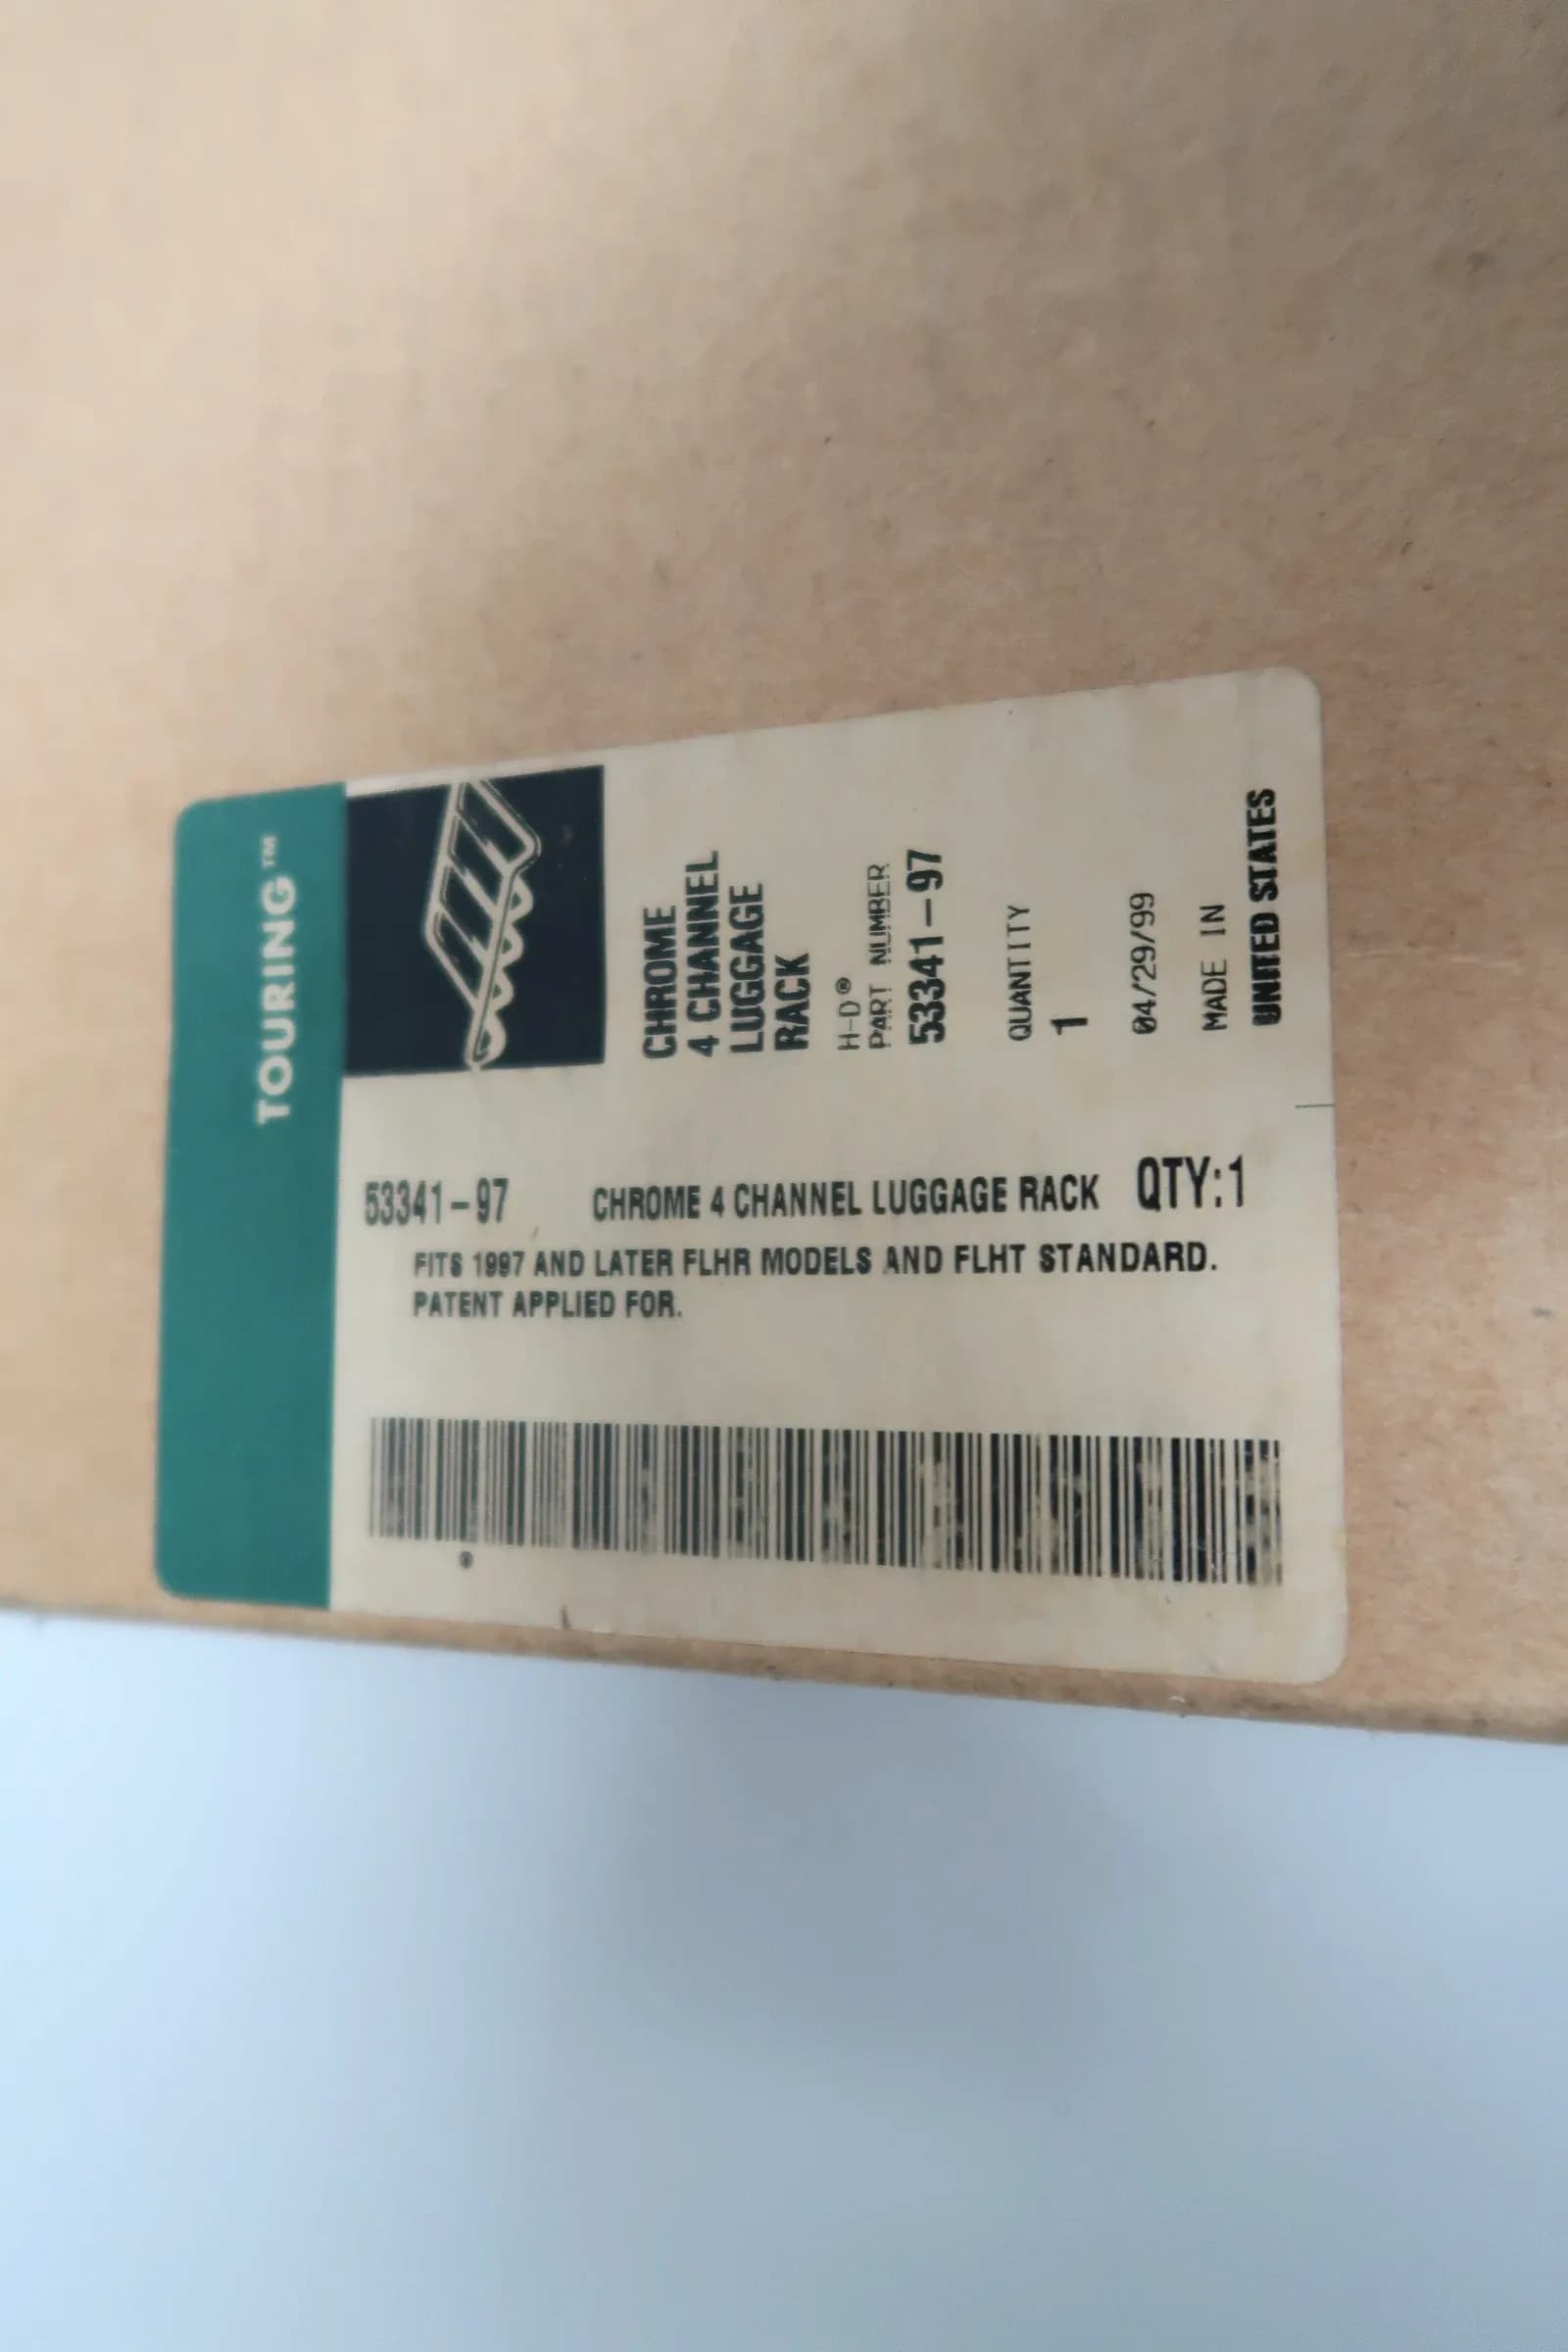 TOURING™
CHROME
4 CHANNEL
LUGGAGE
RACK
H-D®
PART NUMBER
53341-97
QUANTITY
1
04/29/99
MADE IN
UNITED STATES
53341-97 CHROME 4 CHANNEL LUGGAGE RACK QTY:1
FITS 1997 AND LATER FLHR MODELS AND FLHT STANDARD.
PATENT APPLIED FOR.